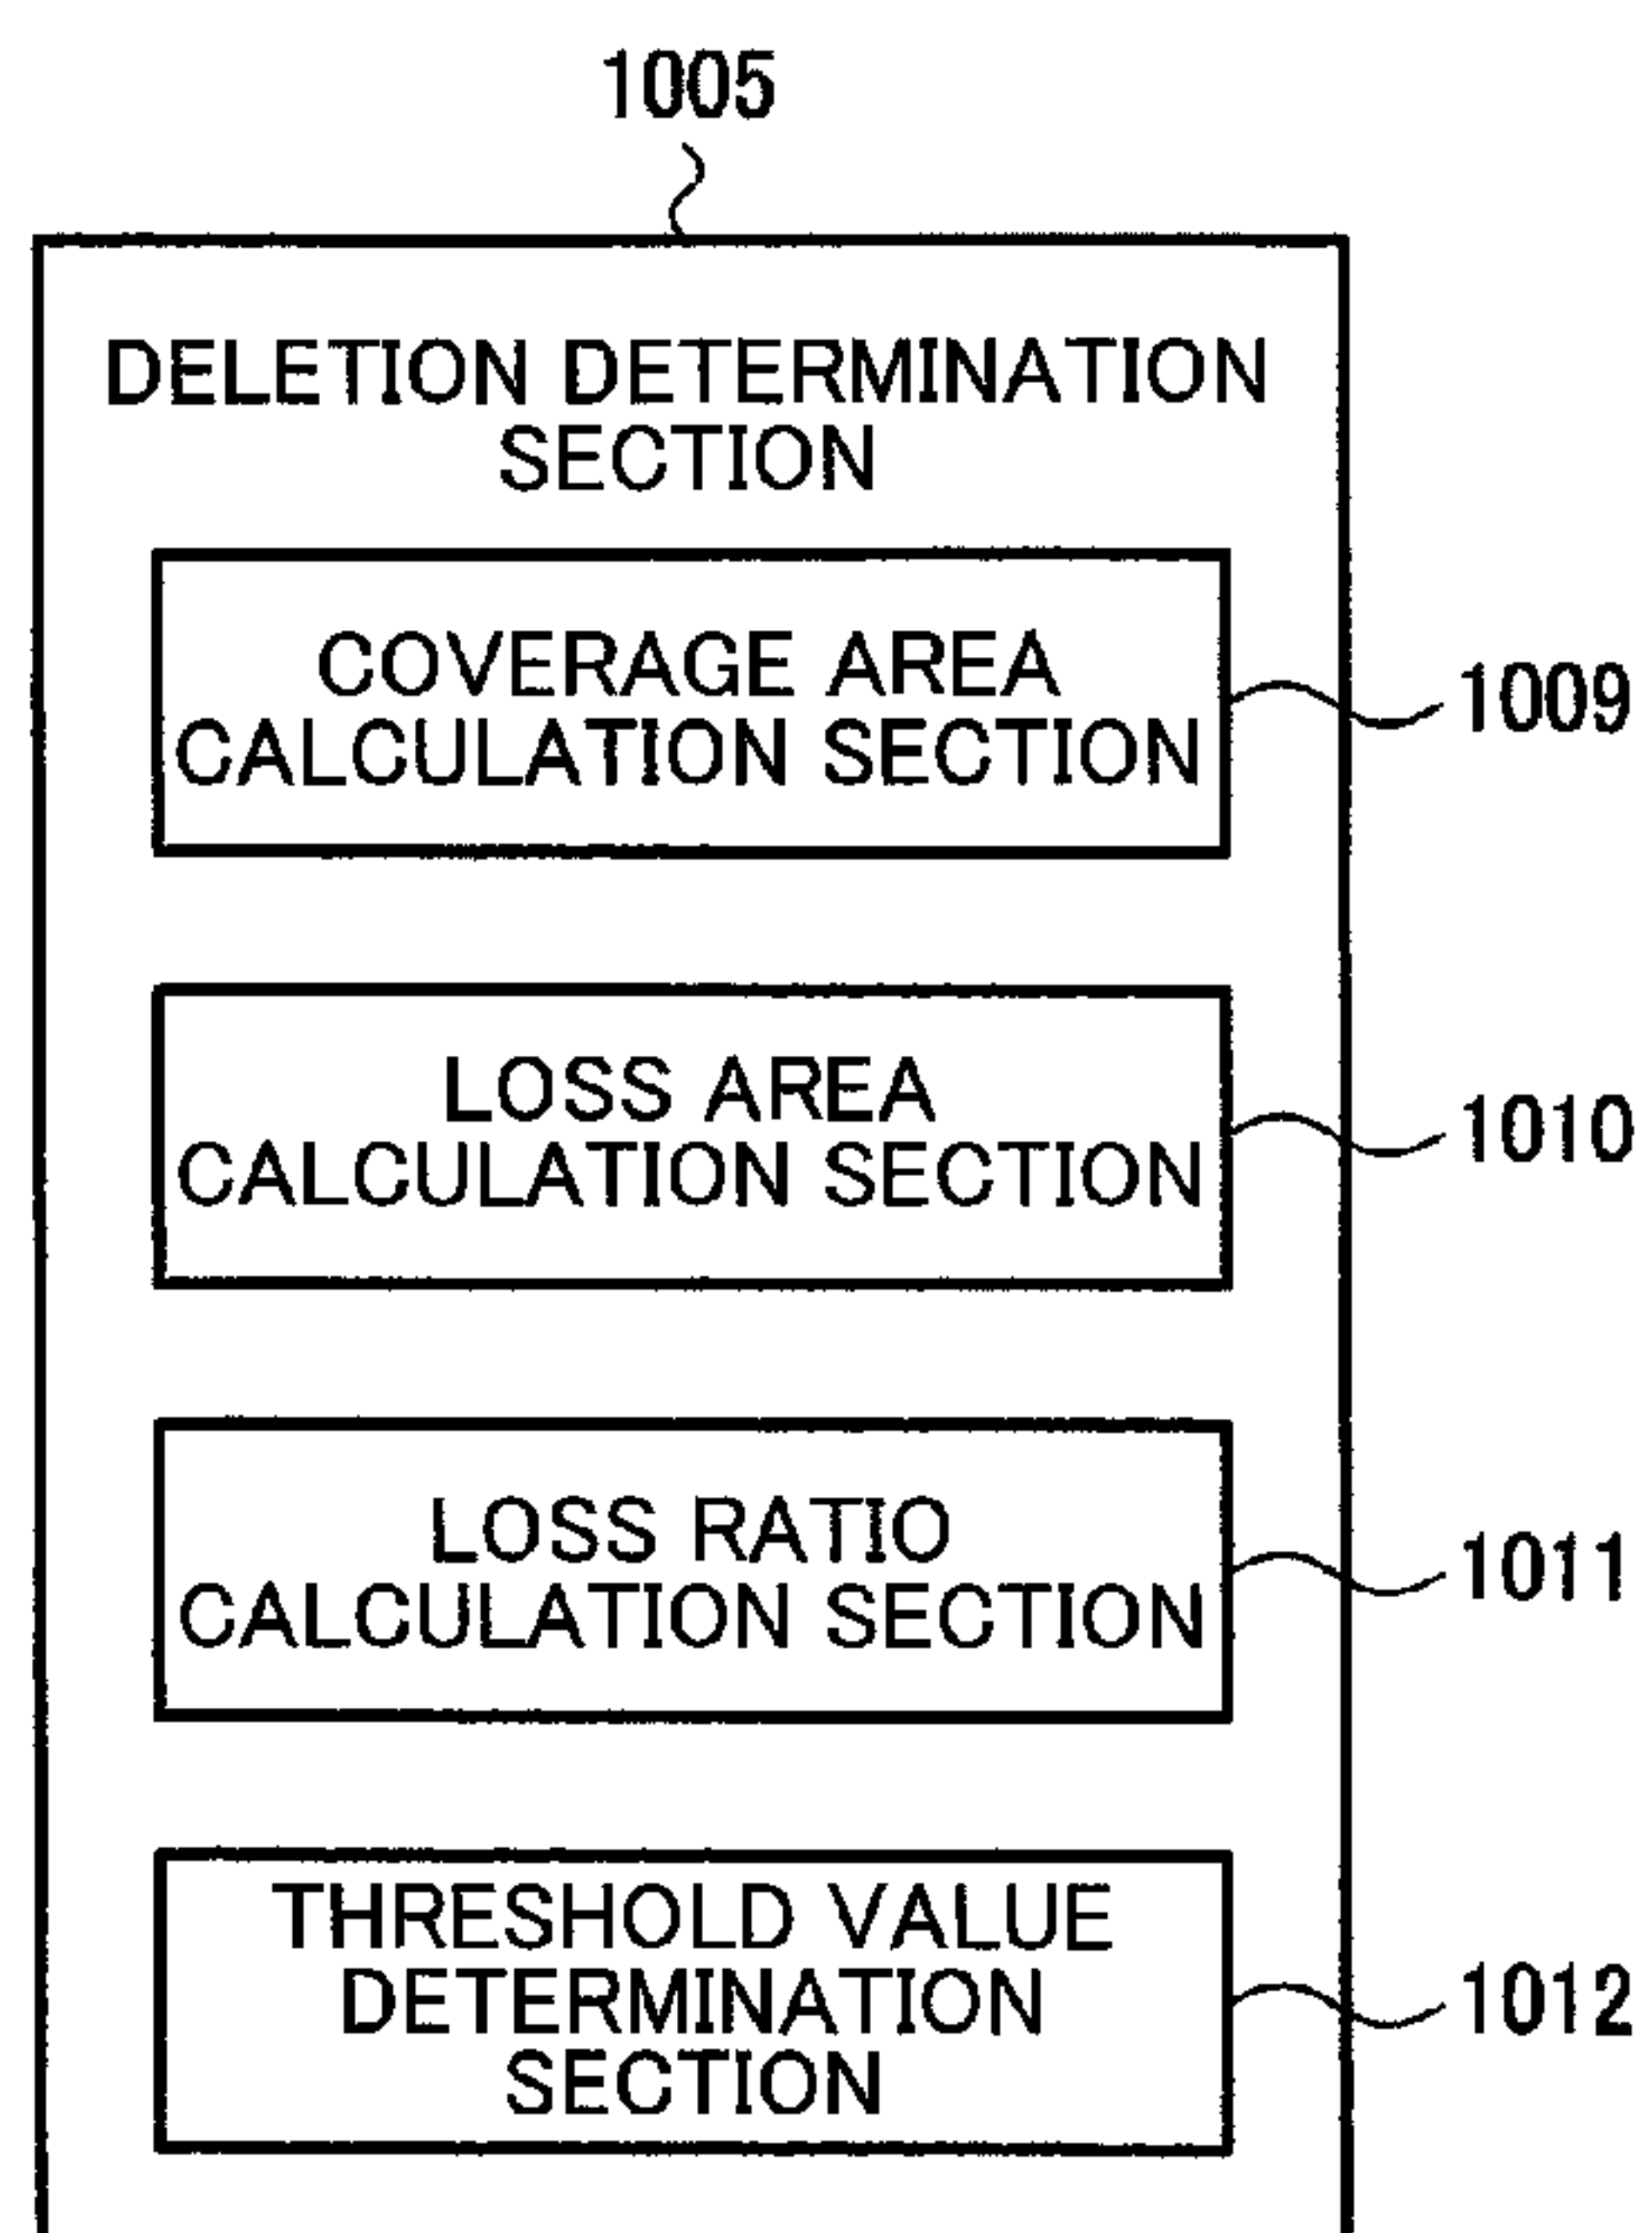 1005
DELETION DETERMINATION
SECTION
COVERAGE AREA
CALCULATION SECTION
1009
LOSS AREA
CALCULATION SECTION
1010
LOSS RATIO
CALCULATION SECTION
1011
THRESHOLD VALUE
DETERMINATION
SECTION
1012